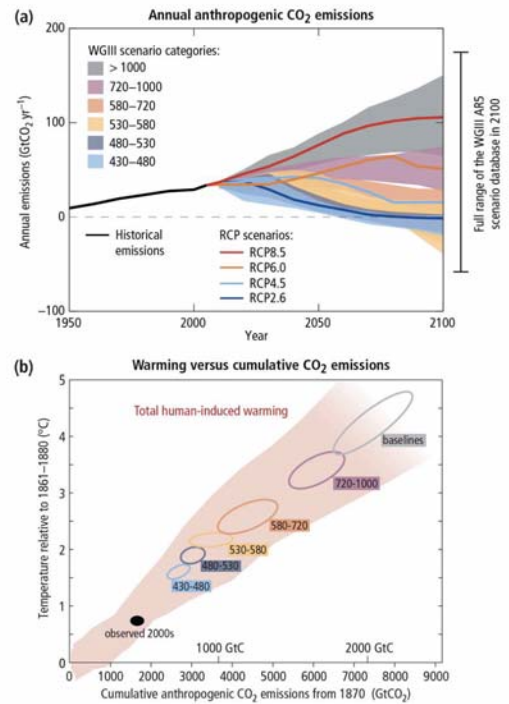 (a) Annual anthropogenic CO2 emissions
200
100
0
−100
Annual emissions (GtCO2 yr−1)
WGIII scenario categories:
> 1000
720–1000
580–720
530–580
480–530
430–480
Historical
emissions
RCP scenarios:
RCP8.5
RCP6.0
RCP4.5
RCP2.6
Full range of the WGIII AR5
scenario database in 2100
1950 2000 2050 2100
Year
(b) Warming versus cumulative CO2 emissions
5
4
3
2
1
0
Temperature relative to 1861–1880 (°C)
Total human-induced warming
baselines
720-1000
580-720
530-580
480-530
430-480
observed 2000s
1000 GtC 2000 GtC
0 1000 2000 3000 4000 5000 6000 7000 8000 9000
Cumulative anthropogenic CO2 emissions from 1870 (GtCO2)